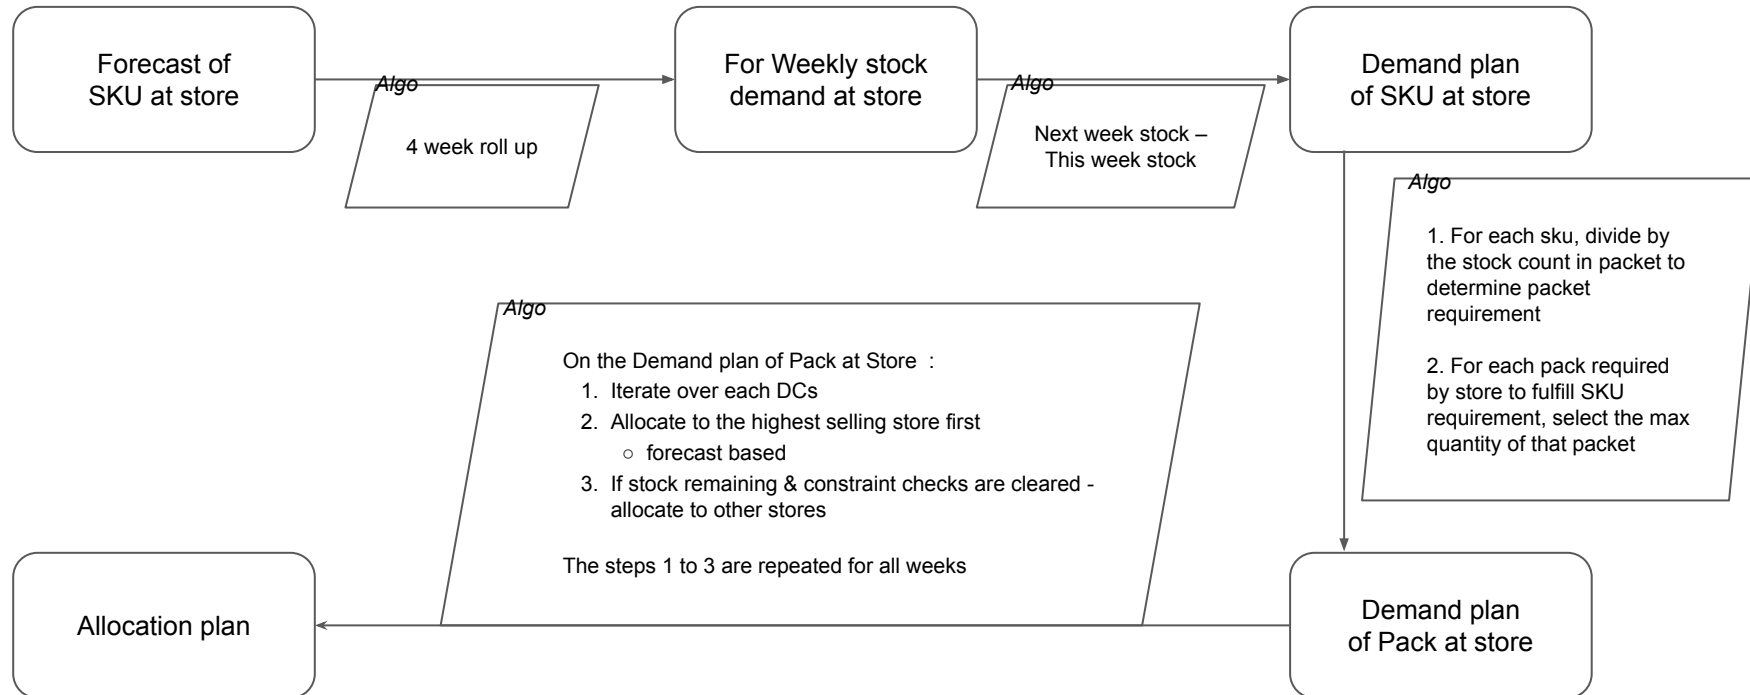 Forecast of
SKU at store
Algo
4 week roll up
For Weekly stock
demand at store
Algo
Next week stock –
This week stock
Demand plan
of SKU at store
Algo
1. For each sku, divide by
the stock count in packet to
determine packet
requirement
2. For each pack required
by store to fulfill SKU
requirement, select the max
quantity of that packet
Demand plan
of Pack at store
Algo
On the Demand plan of Pack at Store :
1. Iterate over each DCs
2. Allocate to the highest selling store first
○ forecast based
3. If stock remaining & constraint checks are cleared -
allocate to other stores
The steps 1 to 3 are repeated for all weeks
Allocation plan